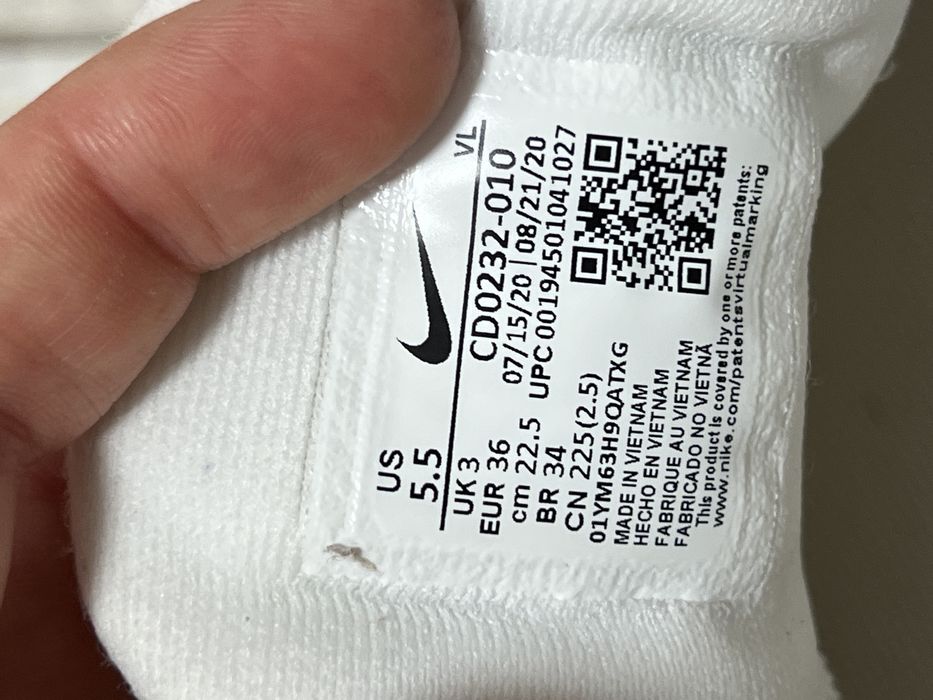 VL
US
5.5
UK 3
CD0232-010
EUR 36
07/15/20 | 08/21/20
cm 22.5
UPC 00194501041027
BR 34
CN 225(2.5)
01YM63H9QATXG
MADE IN VIETNAM
HECHO EN VIETNAM
FABRIQUE AU VIETNAM
FABRICADO NO VIETNÃ
This product is covered by one or more patents:
www.nike.com/patentsvirtualmarking